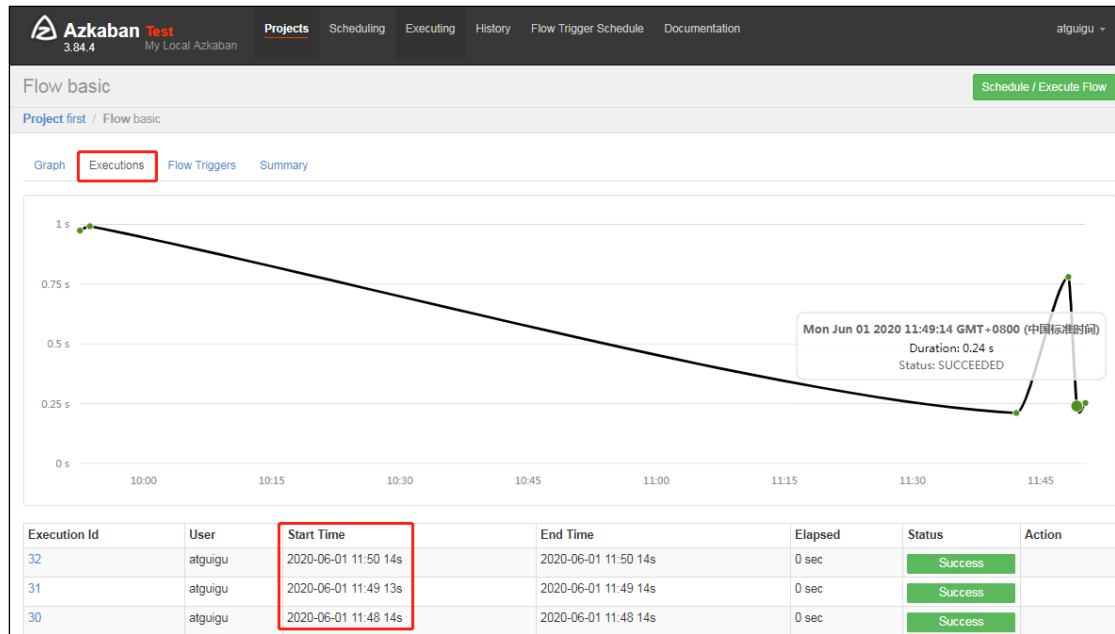 Azkaban Test
3.84.4 My Local Azkaban
Projects Scheduling Executing History Flow Trigger Schedule Documentation atguigu
Flow basic
Schedule / Execute Flow
Project first / Flow basic
Graph Executions Flow Triggers Summary
1 s
0.75 s
Mon Jun 01 2020 11:49:14 GMT+0800 (中国标准时间)
0.5 s Duration: 0.24 s
Status: SUCCEEDED
0.25 s
0 s
10:00 10:15 10:30 10:45 11:00 11:15 11:30 11:45
Execution Id User Start Time End Time Elapsed Status Action
32 atguigu 2020-06-01 11:50 14s 2020-06-01 11:50 14s 0 sec Success
31 atguigu 2020-06-01 11:49 13s 2020-06-01 11:49 14s 0 sec Success
30 atguigu 2020-06-01 11:48 14s 2020-06-01 11:48 14s 0 sec Success